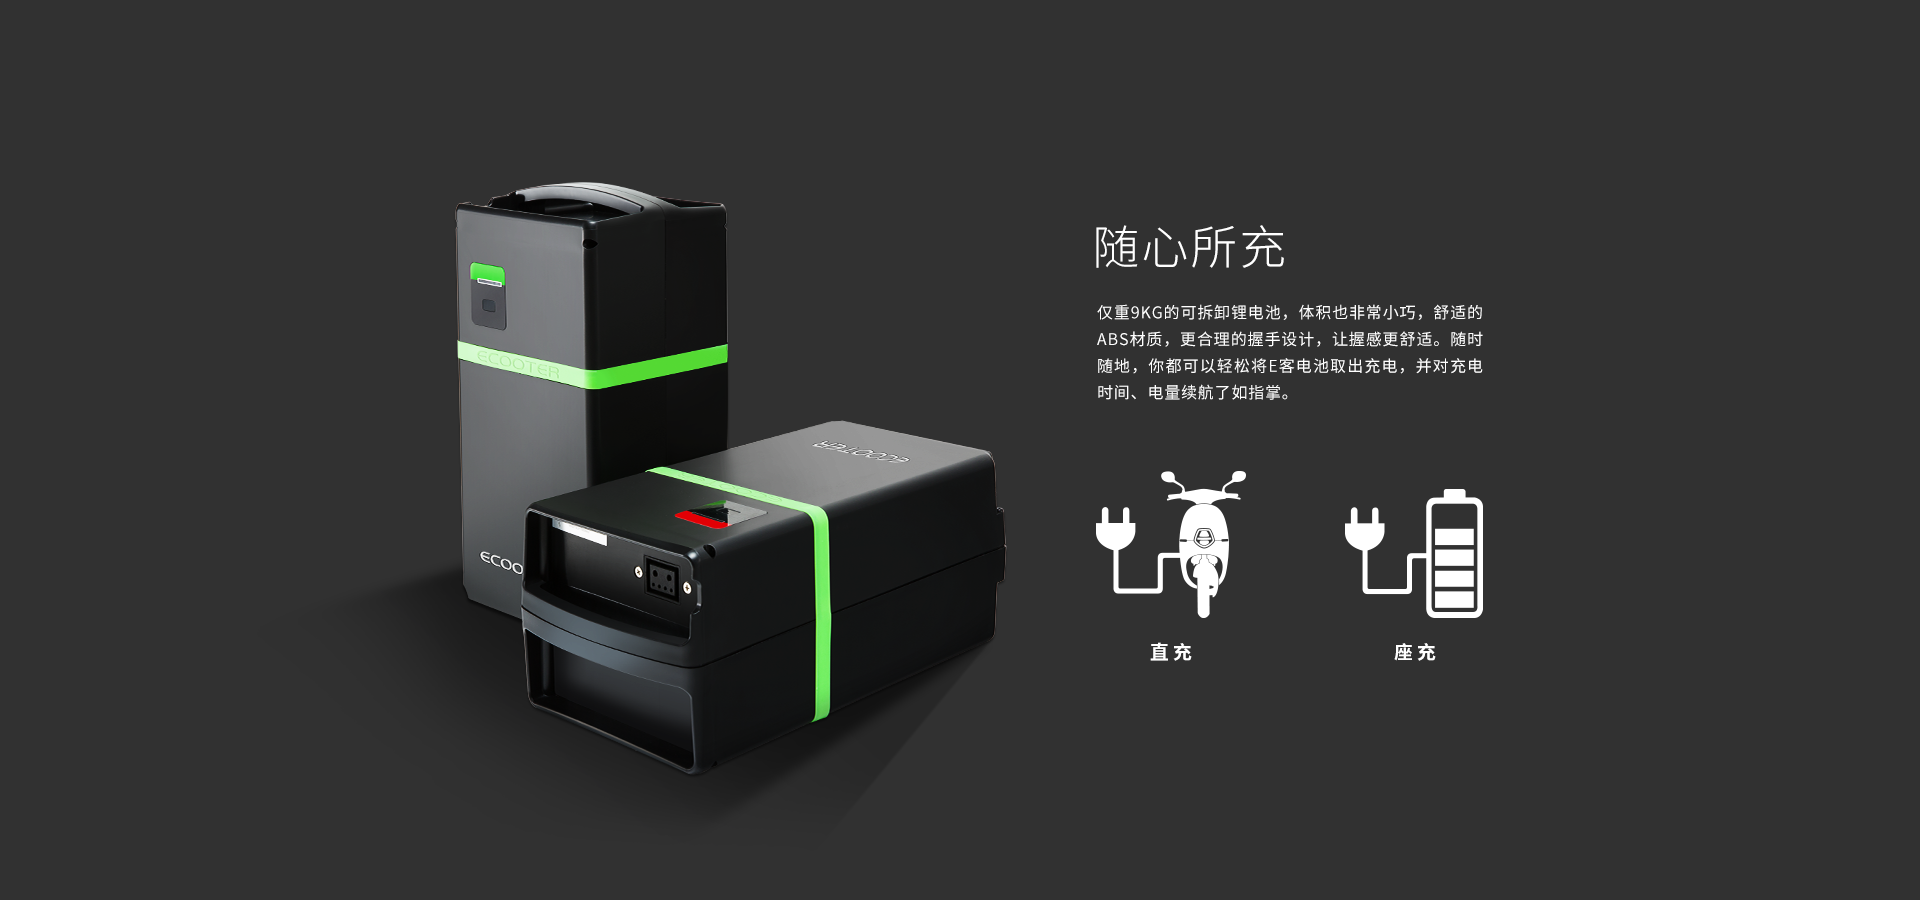 随心所充
仅重9KG的可拆卸锂电池，体积也非常小巧，舒适的
ABS材质，更合理的握手设计，让握感更舒适。随时
随地，你都可以轻松将E客电池取出充电，并对充电
时间、电量续航了如指掌。
直充
座充
ECOOTER
ECOO
ECOOTER